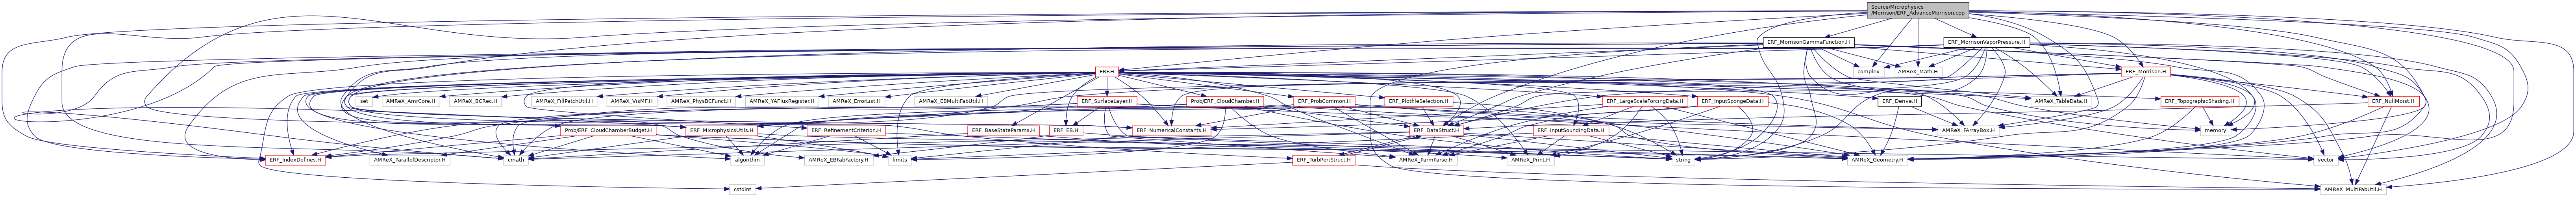 Source/Microphysics
/Morrison/ERF_AdvanceMorrison.cpp
ERF_MorrisonGammaFunction.H
ERF_MorrisonVaporPressure.H
ERF.H
complex
AMReX_Math.H
ERF_Morrison.H
set
AMReX_AmrCore.H
AMReX_BCRec.H
AMReX_FillPatchUtil.H
AMReX_VisMF.H
AMReX_PhysBCFunct.H
AMReX_YAFluxRegister.H
AMReX_ErrorList.H
AMReX_EBMultiFabUtil.H
ERF_SurfaceLayer.H
Prob/ERF_CloudChamber.H
ERF_ProbCommon.H
ERF_PlotfileSelection.H
ERF_LargeScaleForcingData.H
ERF_InputSpongeData.H
ERF_Derive.H
AMReX_TableData.H
ERF_TopographicShading.H
ERF_NullMoist.H
Prob/ERF_CloudChamberBudget.H
ERF_MicrophysicsUtils.H
ERF_RefinementCriterion.H
ERF_BaseStateParams.H
ERF_EB.H
ERF_NumericalConstants.H
ERF_DataStruct.H
ERF_InputSoundingData.H
AMReX_FArrayBox.H
memory
ERF_IndexDefines.H
AMReX_ParallelDescriptor.H
cmath
algorithm
AMReX_EBFabFactory.H
limits
ERF_TurbPertStruct.H
AMReX_ParmParse.H
AMReX_Print.H
string
AMReX_Geometry.H
vector
cstdint
AMReX_MultiFabUtil.H